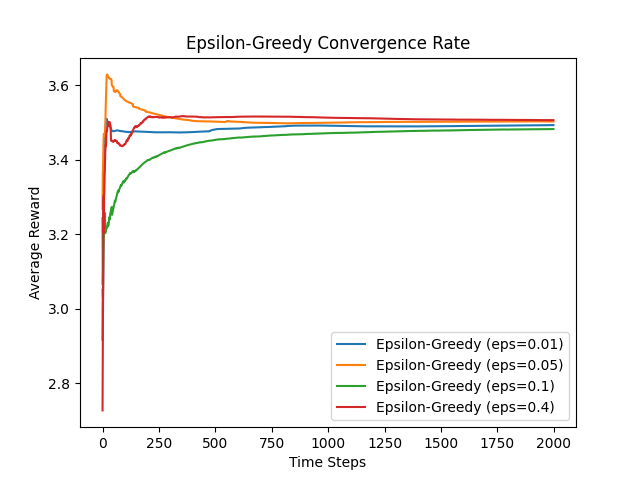 Epsilon-Greedy Convergence Rate
Average Reward
3.6
3.4
3.2
3.0
2.8
Epsilon-Greedy (eps=0.01)
Epsilon-Greedy (eps=0.05)
Epsilon-Greedy (eps=0.1)
Epsilon-Greedy (eps=0.4)
0 250 500 750 1000 1250 1500 1750 2000
Time Steps